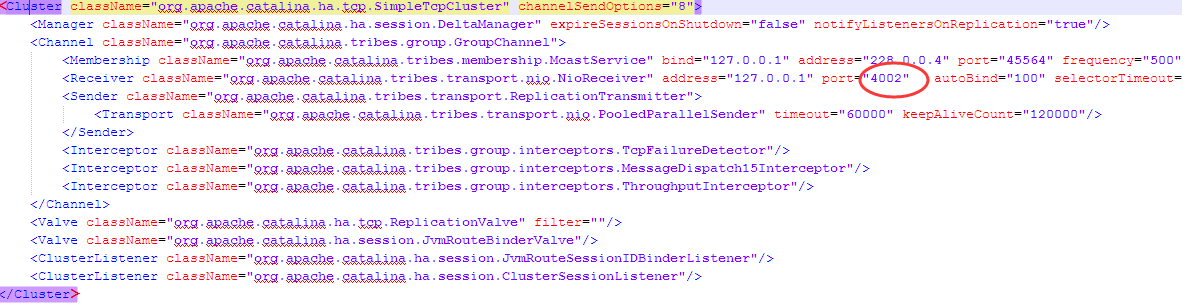 <Cluster className="org.apache.catalina.ha.tcp.SimpleTcpCluster" channelSendOptions="8">
<Manager className="org.apache.catalina.ha.session.DeltaManager" expireSessionsOnShutdown="false" notifyListenersOnReplication="true"/>
<Channel className="org.apache.catalina.tribes.group.GroupChannel">
<Membership className="org.apache.catalina.tribes.membership.McastService" bind="127.0.0.1" address="228.0.0.4" port="45564" frequency="500"
<Receiver className="org.apache.catalina.tribes.transport.nio.NioReceiver" address="127.0.0.1" port="4002" autoBind="100" selectorTimeout=
<Sender className="org.apache.catalina.tribes.transport.ReplicationTransmitter">
<Transport className="org.apache.catalina.tribes.transport.nio.PooledParallelSender" timeout="60000" keepAliveCount="120000"/>
</Sender>
<Interceptor className="org.apache.catalina.tribes.group.interceptors.TcpFailureDetector"/>
<Interceptor className="org.apache.catalina.tribes.group.interceptors.MessageDispatch15Interceptor"/>
<Interceptor className="org.apache.catalina.tribes.group.interceptors.ThroughputInterceptor"/>
</Channel>
<Valve className="org.apache.catalina.ha.tcp.ReplicationValve" filter=""/>
<Valve className="org.apache.catalina.ha.session.JvmRouteBinderValve"/>
<ClusterListener className="org.apache.catalina.ha.session.JvmRouteSessionIDBinderListener"/>
<ClusterListener className="org.apache.catalina.ha.session.ClusterSessionListener"/>
</Cluster>